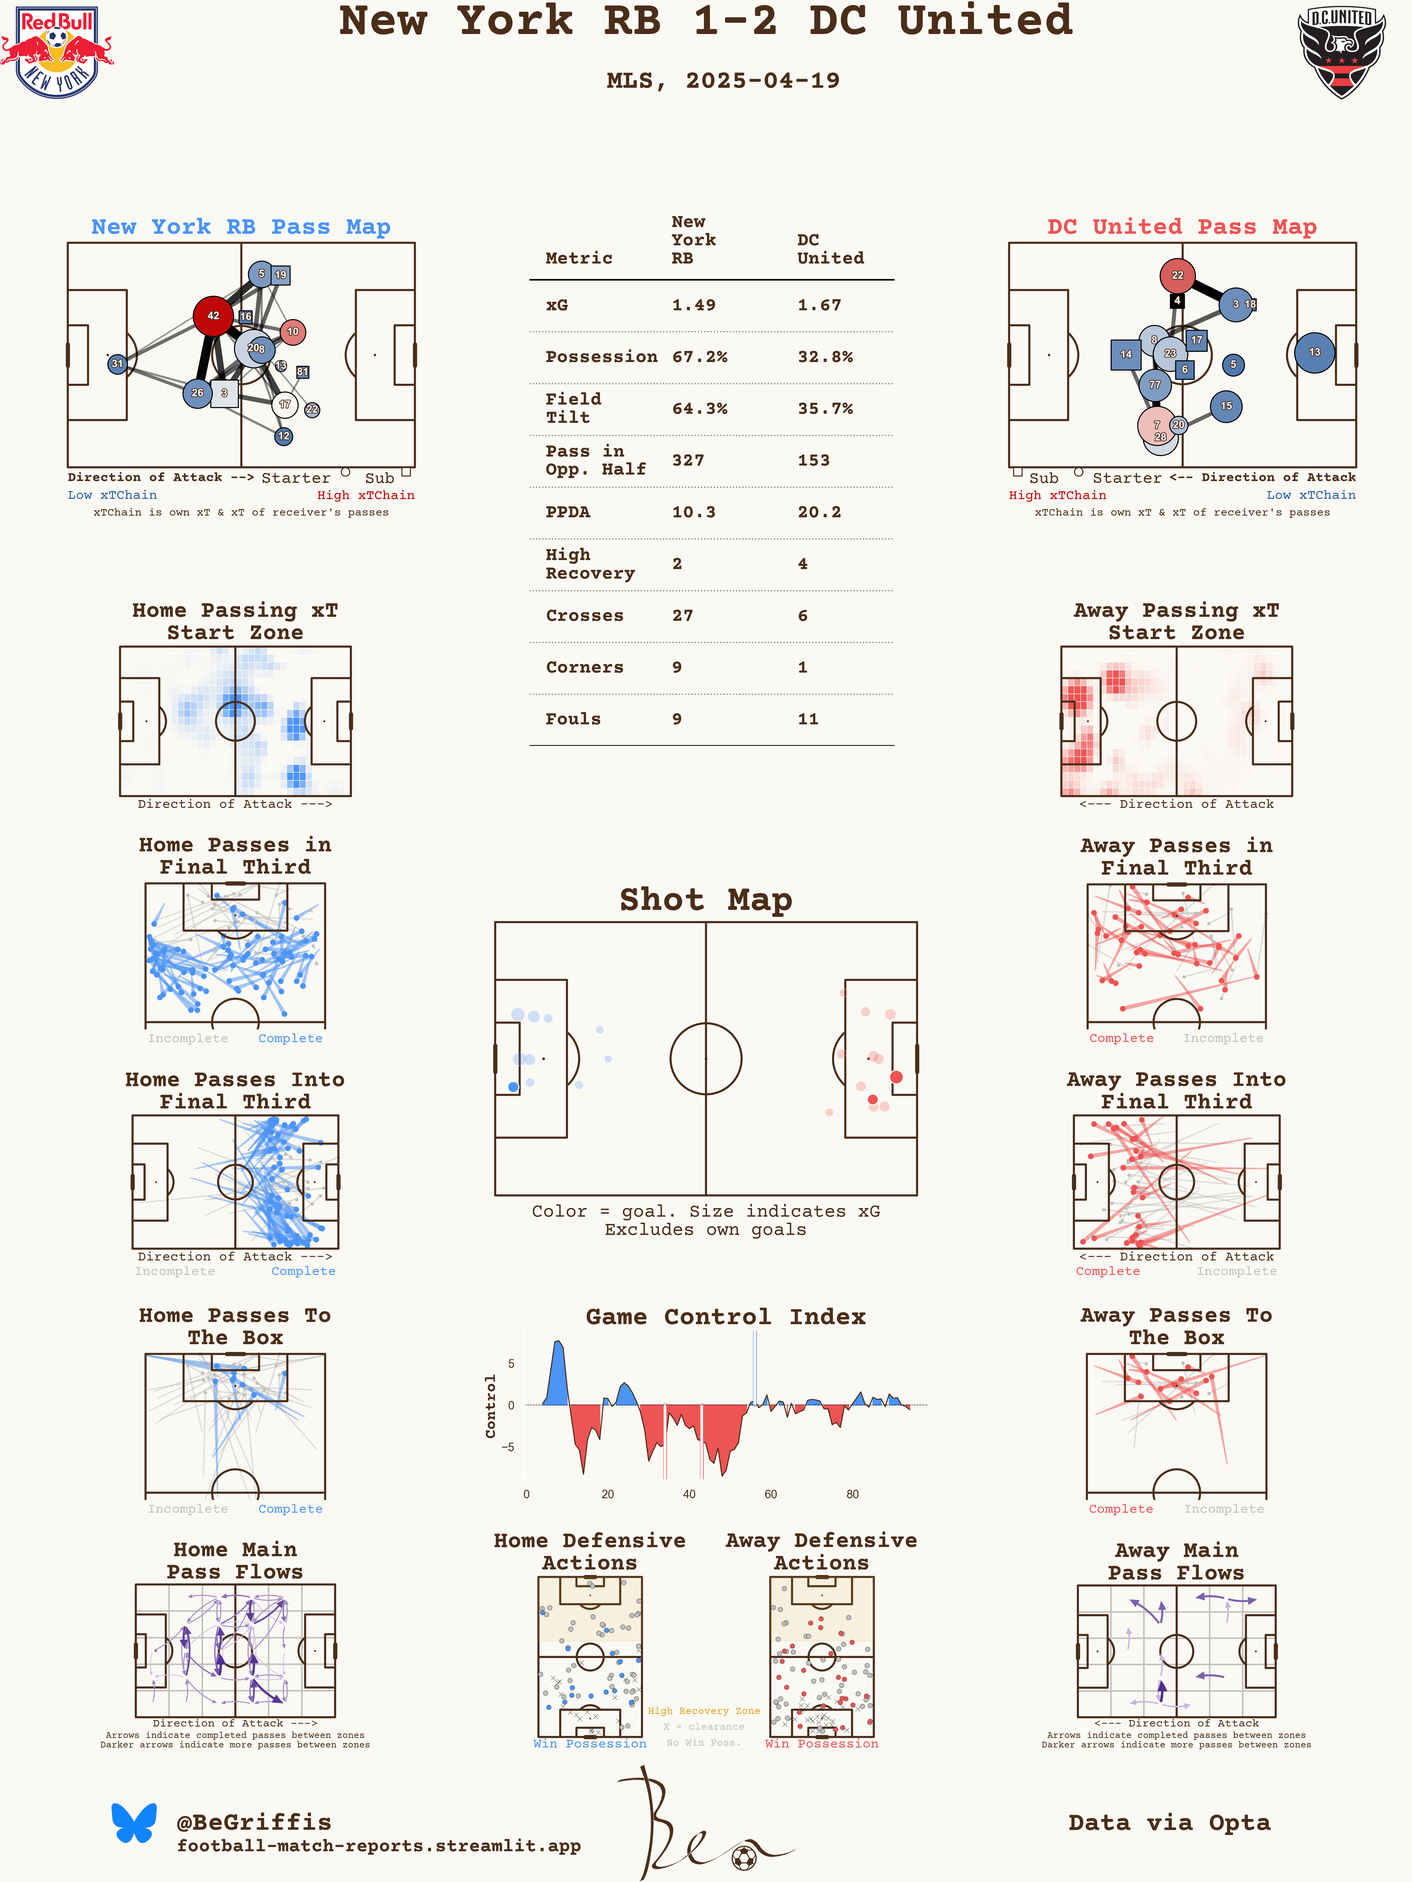 New York RB 1-2 DC United
MLS, 2025-04-19
Red Bull
NEW YORK
D.C.UNITED
New York RB Pass Map
5
19
42
16
10
20
8
31
13
81
26
3
17
22
12
Direction of Attack --> Starter Sub
Low xTChain High xTChain
xTChain is own xT & xT of receiver's passes
Metric New York RB DC United
xG 1.49 1.67
Possession 67.2% 32.8%
Field Tilt 64.3% 35.7%
Pass in Opp. Half 327 153
PPDA 10.3 20.2
High Recovery 2 4
Crosses 27 6
Corners 9 1
Fouls 9 11
DC United Pass Map
22
4
3
18
8
17
14
23
13
6
5
77
15
7
20
28
Sub Starter <-- Direction of Attack
High xTChain Low xTChain
xTChain is own xT & xT of receiver's passes
Home Passing xT
Start Zone
Direction of Attack --->
Away Passing xT
Start Zone
<--- Direction of Attack
Home Passes in
Final Third
Incomplete Complete
Away Passes in
Final Third
Complete Incomplete
Shot Map
Color = goal. Size indicates xG
Excludes own goals
Home Passes Into
Final Third
Direction of Attack --->
Incomplete Complete
Away Passes Into
Final Third
<--- Direction of Attack
Complete Incomplete
Home Passes To
The Box
Incomplete Complete
Game Control Index
Control
5
0
−5
0 20 40 60 80
Away Passes To
The Box
Complete Incomplete
Home Main
Pass Flows
Direction of Attack --->
Arrows indicate completed passes between zones
Darker arrows indicate more passes between zones
Home Defensive
Actions
Win Possession
Away Defensive
Actions
Win Possession
High Recovery Zone
X = clearance
No Win Poss.
Away Main
Pass Flows
<--- Direction of Attack
Arrows indicate completed passes between zones
Darker arrows indicate more passes between zones
@BeGriffis
football-match-reports.streamlit.app
Ben
Data via Opta